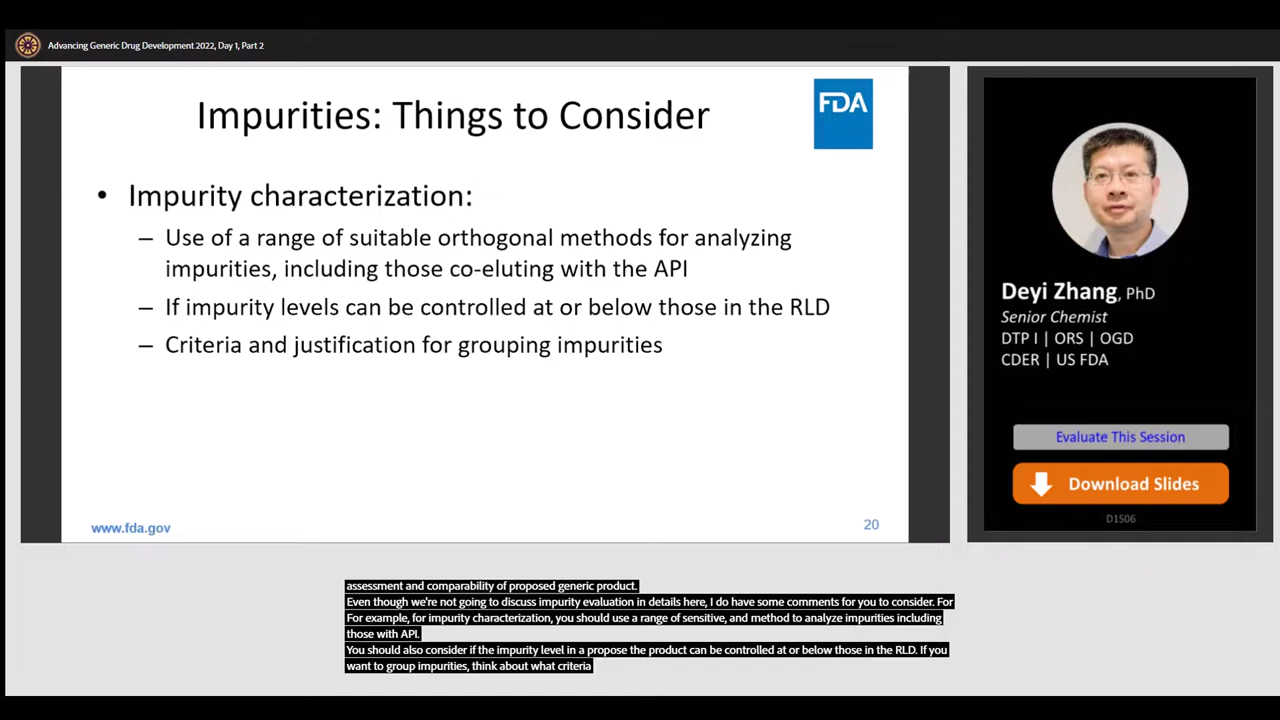 Advancing Generic Drug Development 2022, Day 1, Part 2
Impurities: Things to Consider
FDA
• Impurity characterization:
– Use of a range of suitable orthogonal methods for analyzing
impurities, including those co-eluting with the API
– If impurity levels can be controlled at or below those in the RLD
– Criteria and justification for grouping impurities
www.fda.gov
20
Deyi Zhang, PhD
Senior Chemist
DTP I | ORS | OGD
CDER | US FDA
Evaluate This Session
Download Slides
D1S06
assessment and comparability of proposed generic product.
Even though we're not going to discuss impurity evaluation in details here, I do have some comments for you to consider. For
For example, for impurity characterization, you should use a range of sensitive, and method to analyze impurities including
those with API.
You should also consider if the impurity level in a propose the product can be controlled at or below those in the RLD. If you
want to group impurities, think about what criteria